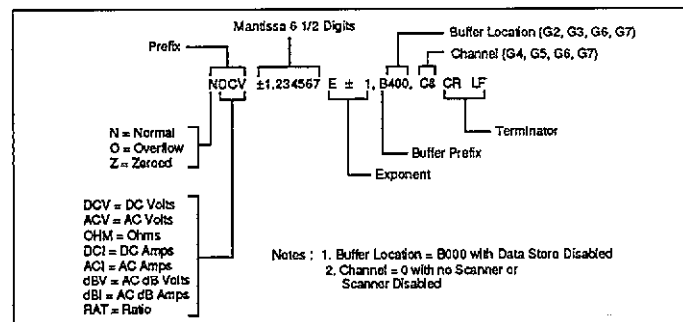 Mantissa 6 1/2 Digits
Buffer Location (G2, G3, G6, G7)
Prefix
Channel (G4, G5, G6, G7)
NDCV ±1.234567 E ± 1, B400, C8 CR LF
Terminator
N = Normal
O = Overflow
Z = Zeroed
Buffer Prefix
Exponent
DCV = DC Volts
ACV = AC Volts
OHM = Ohms
DCI = DC Amps
ACI = AC Amps
dBV = AC dB Volts
dBI = AC dB Amps
RAT = Ratio
Notes : 1. Buffer Location = B000 with Data Store Disabled
2. Channel = 0 with no Scanner or
Scanner Disabled